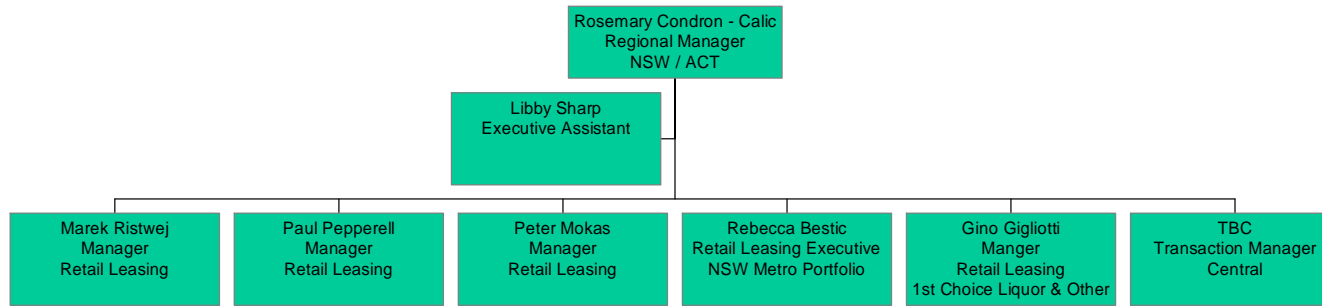 Rosemary Condron - Calic
Regional Manager
NSW / ACT
Libby Sharp
Executive Assistant
Marek Ristwej
Manager
Retail Leasing
Paul Pepperell
Manager
Retail Leasing
Peter Mokas
Manager
Retail Leasing
Rebecca Bestic
Retail Leasing Executive
NSW Metro Portfolio
Gino Gigliotti
Manger
Retail Leasing
1st Choice Liquor & Other
TBC
Transaction Manager
Central